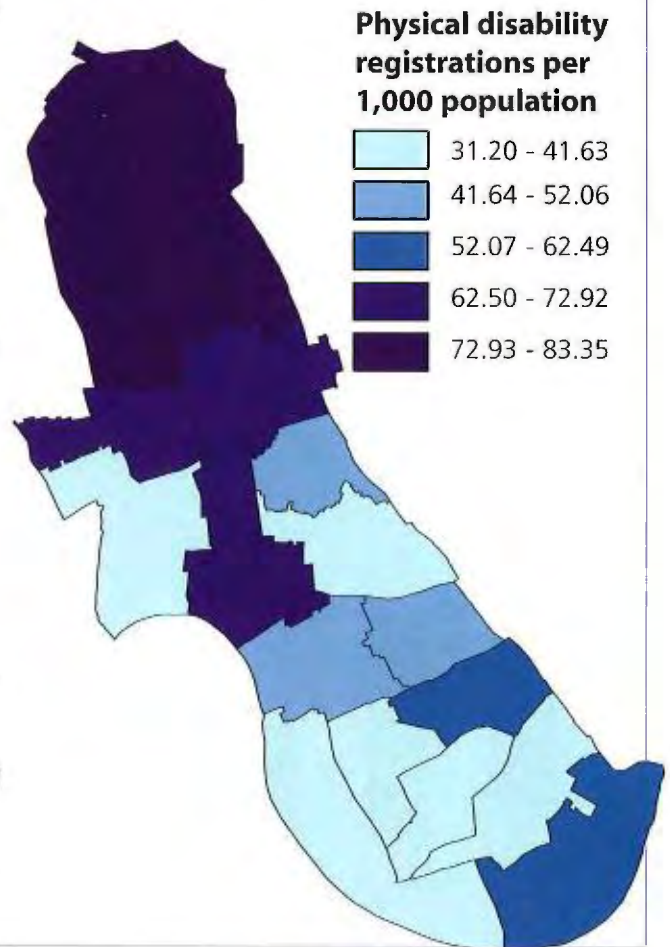 Physical disability
registrations per
1,000 population
31.20 - 41.63
41.64 - 52.06
52.07 - 62.49
62.50 - 72.92
72.93 - 83.35